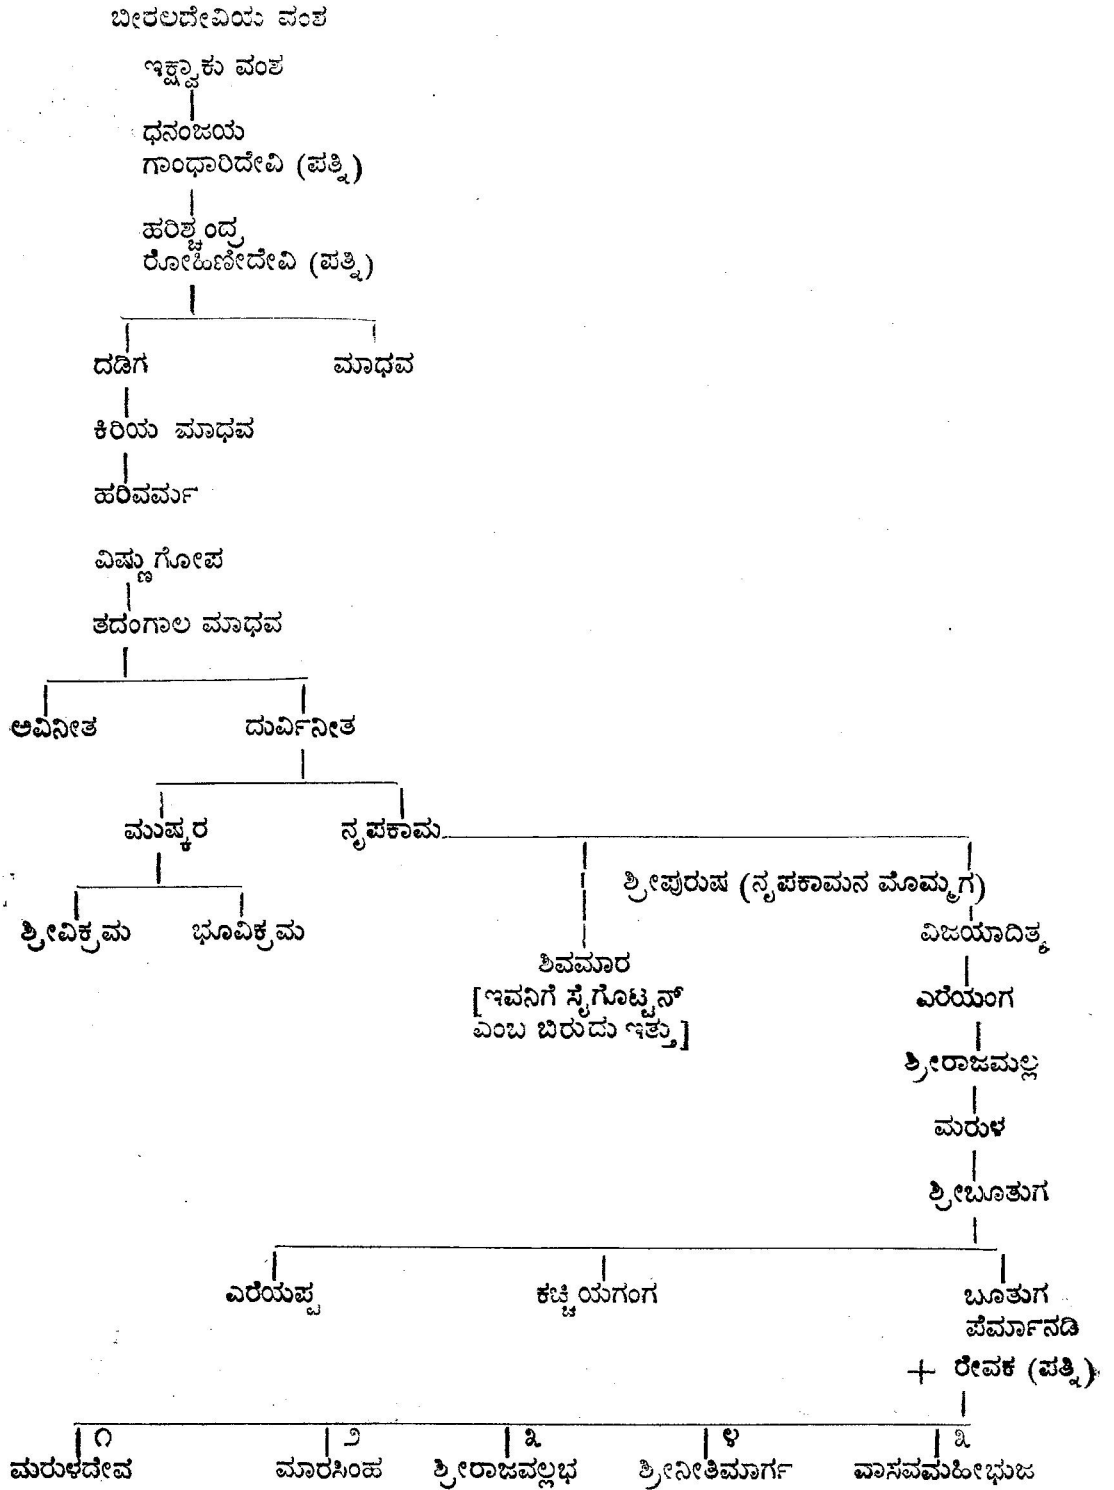 ಬೀರಲದೇವಿಯ ವಂಶ
ಇಕ್ಷ್ವಾಕು ವಂಶ
ಧನಂಜಯ
ಗಾಂಧಾರಿದೇವಿ (ಪತ್ನಿ)
ಹರಿಶ್ಚಂದ್ರ
ರೋಹಿಣೀದೇವಿ (ಪತ್ನಿ)
ದಡಿಗ ಮಾಧವ
ಕಿರಿಯ ಮಾಧವ
ಹರಿವರ್ಮ
ವಿಷ್ಣುಗೋಪ
ತದಂಗಾಲ ಮಾಧವ
ಅವಿನೀತ ದುರ್ವಿನೀತ
ಮುಷ್ಕರ ನೃಪಕಾಮ
ಶ್ರೀಪುರುಷ (ನೃಪಕಾಮನ ಮೊಮ್ಮಗ)
ಶ್ರೀವಿಕ್ರಮ ಭೂವಿಕ್ರಮ ವಿಜಯಾದಿತ್ಯ
ಶಿವಮಾರ
[ಇವನಿಗೆ ಸೈಗೊಟ್ಟನ್ ಎರೆಯಂಗ
ಎಂಬ ಬಿರುದು ಇತ್ತು]
ಶ್ರೀರಾಜಮಲ್ಲ
ಮರುಳ
ಶ್ರೀಬೂತುಗ
ಎರೆಯಪ್ಪ ಕಚ್ಚಿಯಗಂಗ ಬೂತುಗ
ಪೆರ್ಮಾನಡಿ
+ ರೇವಕ (ಪತ್ನಿ)
೧ ೨ ೩ ೪ ೫
ಮರುಳದೇವ ಮಾರಸಿಂಹ ಶ್ರೀರಾಜವಲ್ಲಭ ಶ್ರೀನೀತಿಮಾರ್ಗ ವಾಸವಮಹೀಭುಜ